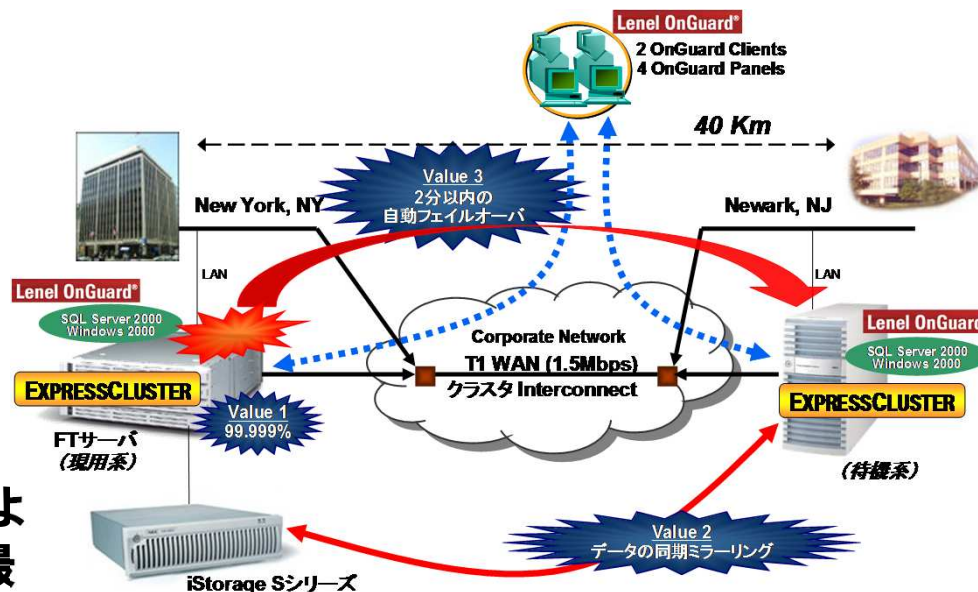 Lenel OnGuard®
2 OnGuard Clients
4 OnGuard Panels
40 Km
Value 3
2分以内の
自動フェイルオーバ
New York, NY
Newark, NJ
LAN
LAN
Lenel OnGuard®
SQL Server 2000
Windows 2000
Corporate Network
T1 WAN (1.5Mbps)
クラスタ Interconnect
Lenel OnGuard
SQL Server 2000
Windows 2000
EXPRESSCLUSTER
Value 1
99.999%
EXPRESSCLUSTER
FTサーバ
(現用系)
(待機系)
よ
最
Value 2
データの同期ミラーリング
iStorage Sシリーズ